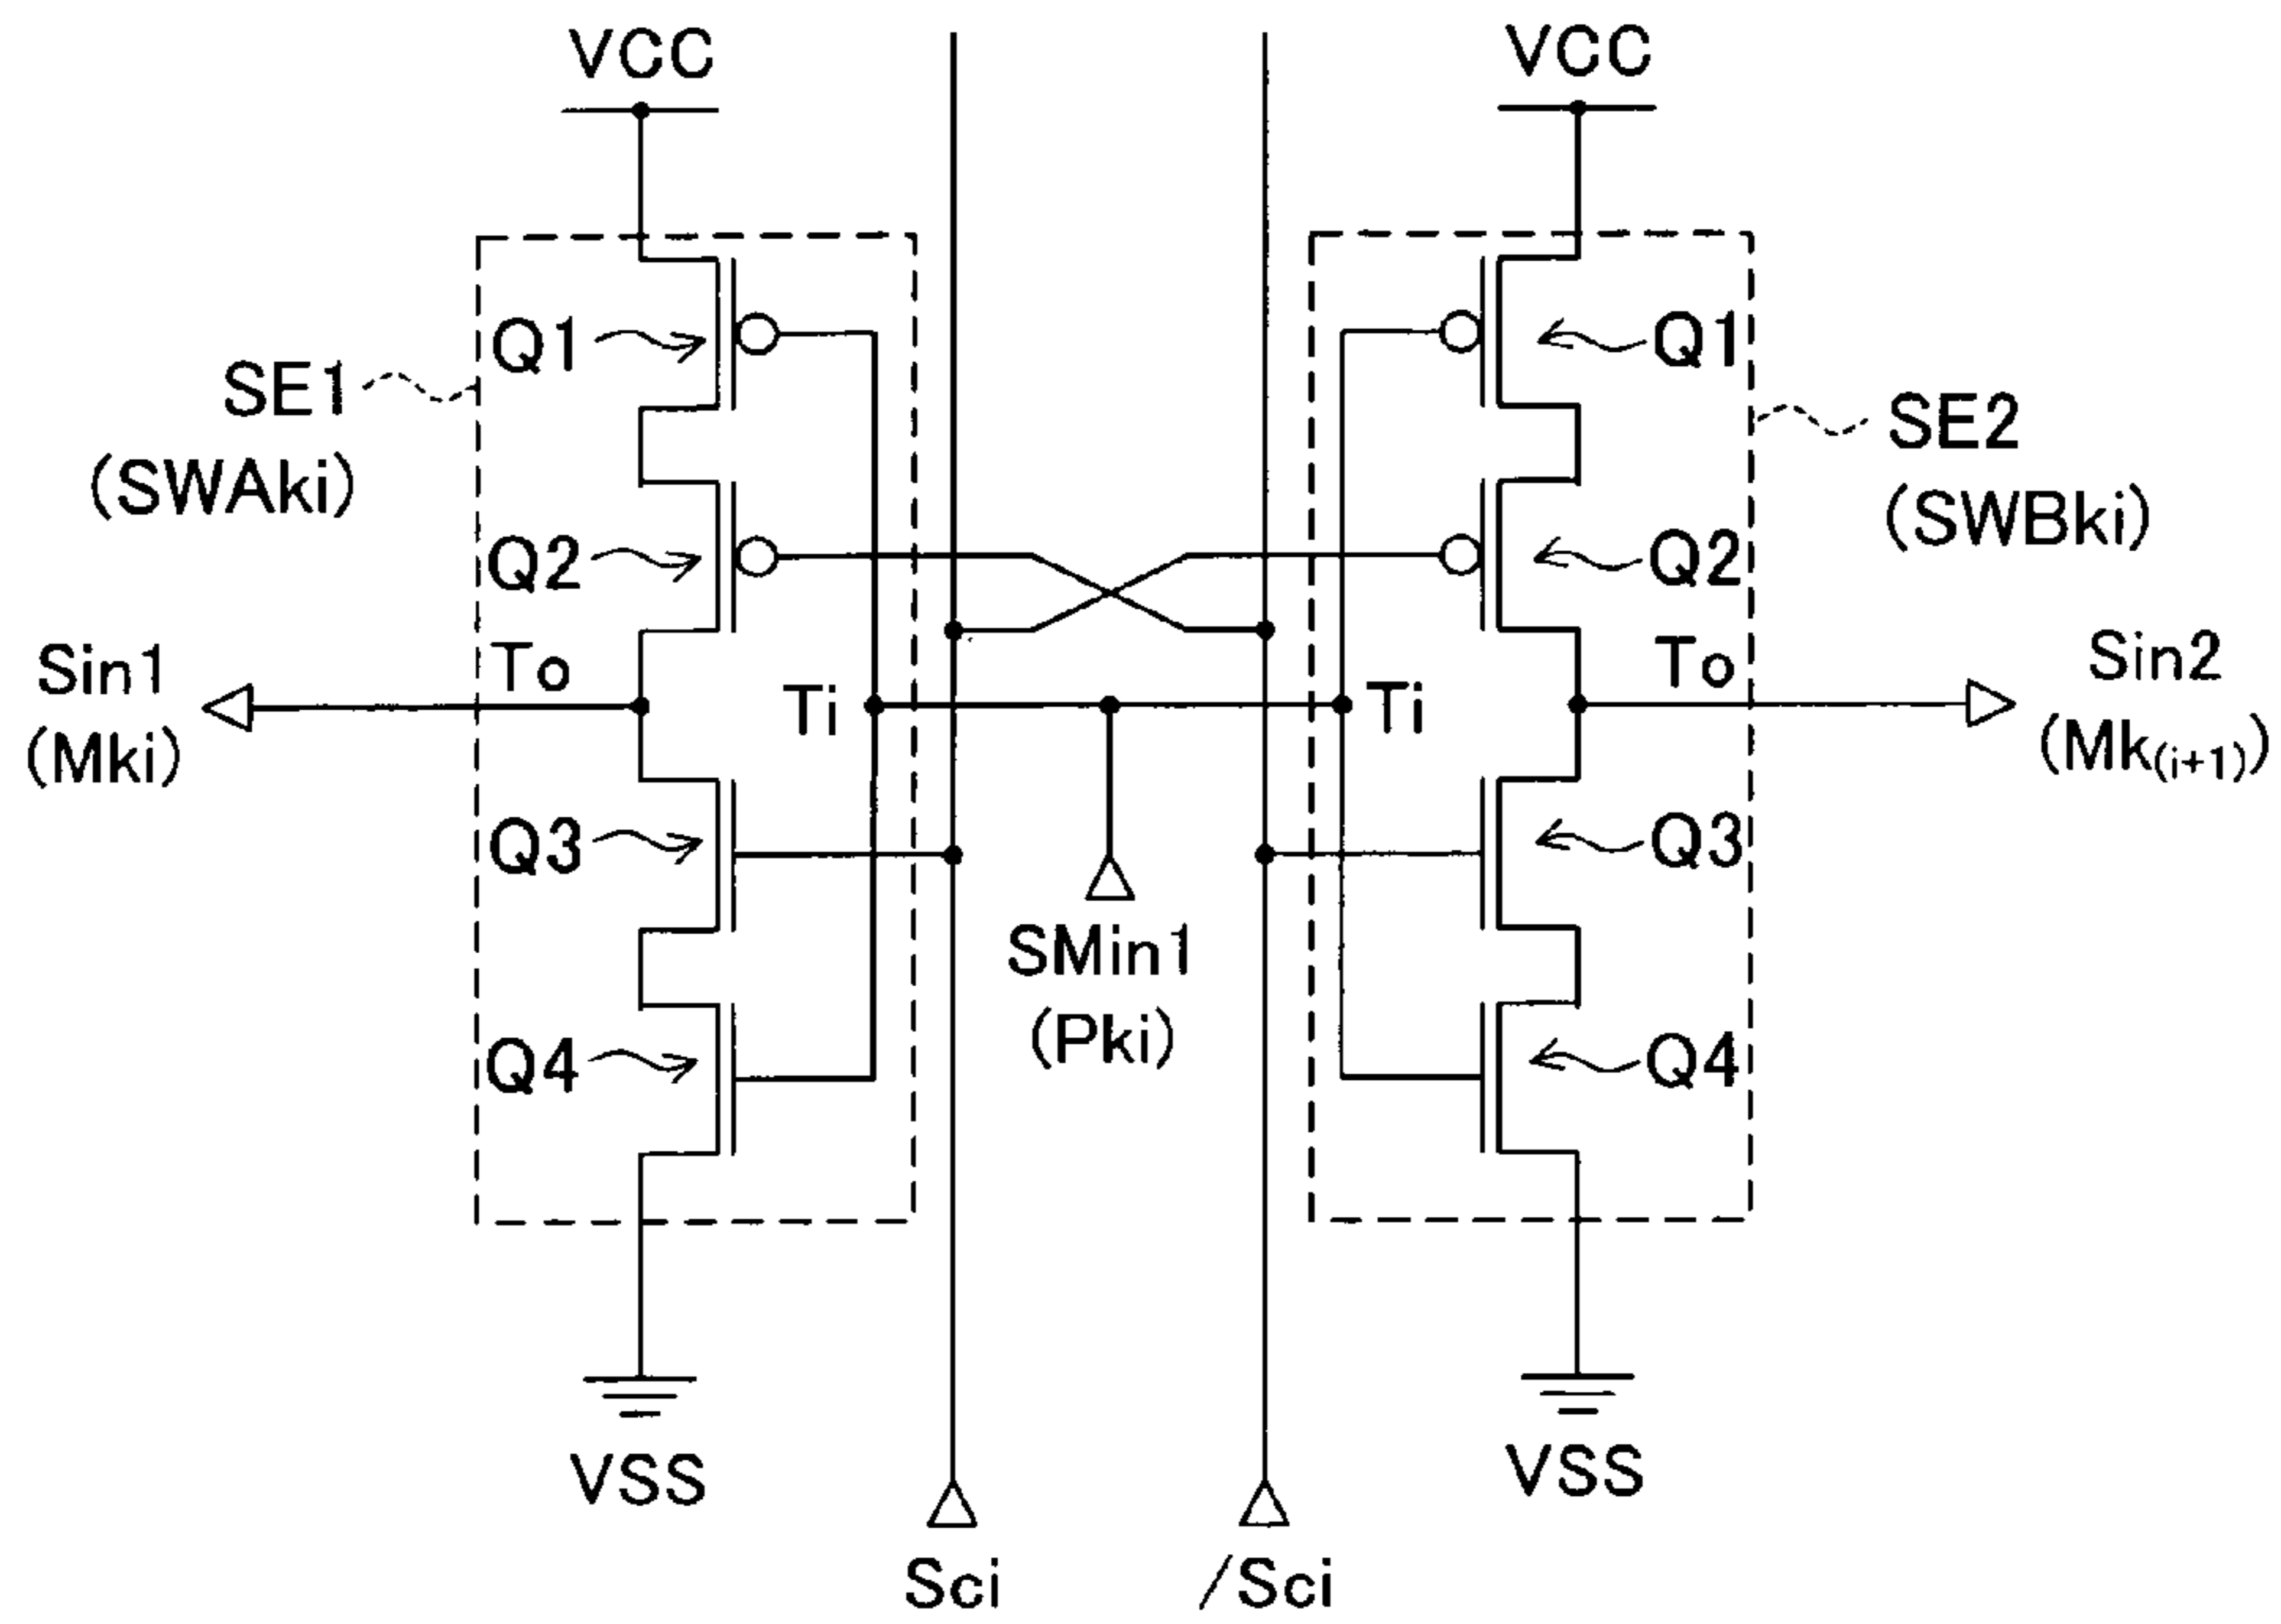 VCC
VCC
Q1
Q1
SE1
(SWAki)
SE2
(SWBki)
Q2
Q2
Sin1
(Mki)
To
Ti
Ti
To
Sin2
(Mk(i+1))
Q3
Q3
SMin1
(Pki)
Q4
Q4
VSS
VSS
Sci
/Sci